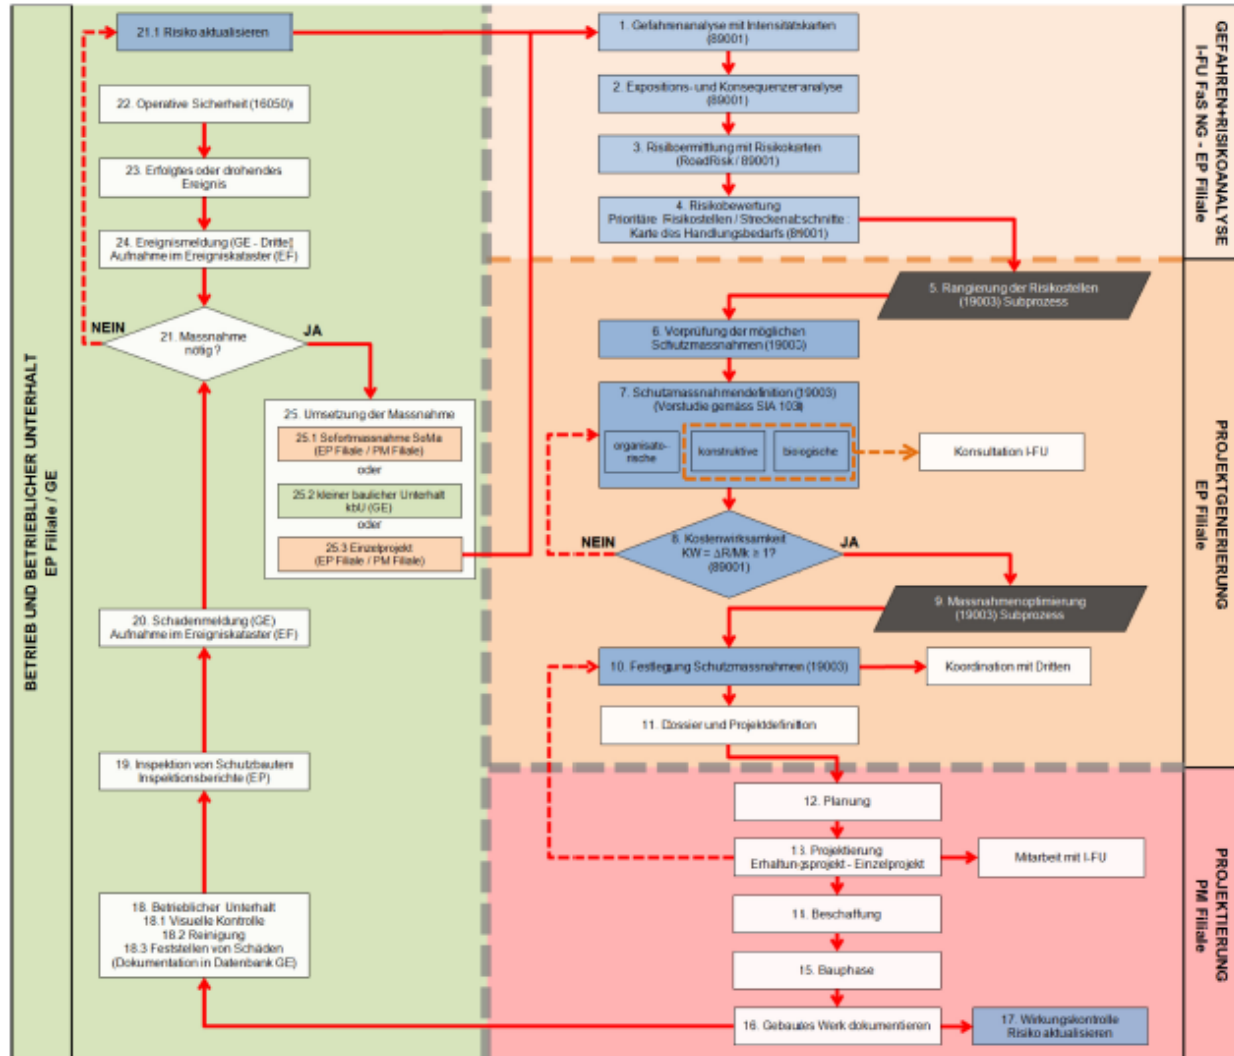 BETRIEB UND BETRIEBLICHER UNTERHALT
EP Filiale / GE
21.1 Risiko aktualisieren
22. Operative Sicherheit (16050)
23. Erfolgtes oder drohendes
Ereignis
24. Ereignismeldung (GE - Dritte)
Aufnahme im Ereigniskataster (EF)
NEIN
21. Massnahme
nötig ?
JA
25. Umsetzung der Massnahme
25.1 Sofortmassnahme SoMa
(EP Filiale / PM Filiale)
oder
25.2 kleiner baulicher Unterhalt
kbU (GE)
oder
25.3 Einzelprojekt
(EP Filiale / PM Filiale)
20. Schadenmeldung (GE)
Aufnahme im Ereigniskataster (EF)
19. Inspektion von Schutzbauten
Inspektionsberichte (EP)
18. Betrieblicher Unterhalt
18.1 Visuelle Kontrolle
18.2 Reinigung
18.3 Feststellen von Schäden
(Dokumentation in Datenbank GE)
1. Gefahrenanalyse mit Intensitätskarten
(89001)
2. Expositions- und Konsequenzenanalyse
(89001)
3. Risikoermittlung mit Risikokarten
(RoadRisk / 89001)
4. Risikobewertung
Prioritäre Risikostellen / Streckenabschnitte :
Karte des Handlungsbedarfs (89001)
GEFAHREN+RISIKOANALYSE
I-FU FaS NG - EP Filiale
5. Rangierung der Risikostellen
(19003) Subprozess
6. Vorprüfung der möglichen
Schutzmassnahmen (19003)
7. Schutzmassnahmendefinition (19003)
(Vorstudie gemäss SIA 103)
organisato-
rische
konstruktive
biologische
Konsultation I-FU
NEIN
8. Kostenwirksamkeit
KW = ΔR/Mk ≥ 1?
(89001)
JA
9. Massnahmenoptimierung
(19003) Subprozess
10. Festlegung Schutzmassnahmen (19003)
Koordination mit Dritten
11. Dossier und Projektdefinition
PROJEKTGENERIERUNG
EP Filiale
12. Planung
13. Projektierung
Erhaltungsprojekt - Einzelprojekt
Mitarbeit mit I-FU
14. Beschaffung
15. Bauphase
16. Gebautes Werk dokumentieren
17. Wirkungskontrolle
Risiko aktualisieren
PROJEKTIERUNG
PM Filiale